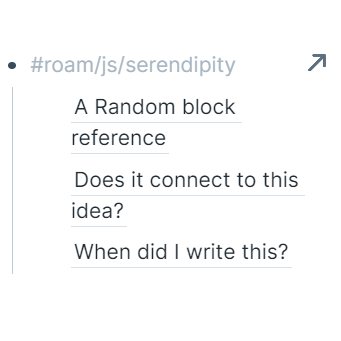 #roam/js/serendipity
A Random block
reference
Does it connect to this
idea?
When did I write this?